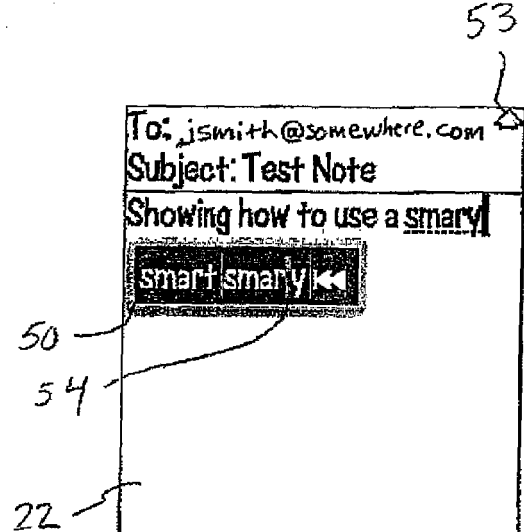 53
To: jsmith@somewhere.com
Subject: Test Note
Showing how to use a smary
smart smary
50
54
22